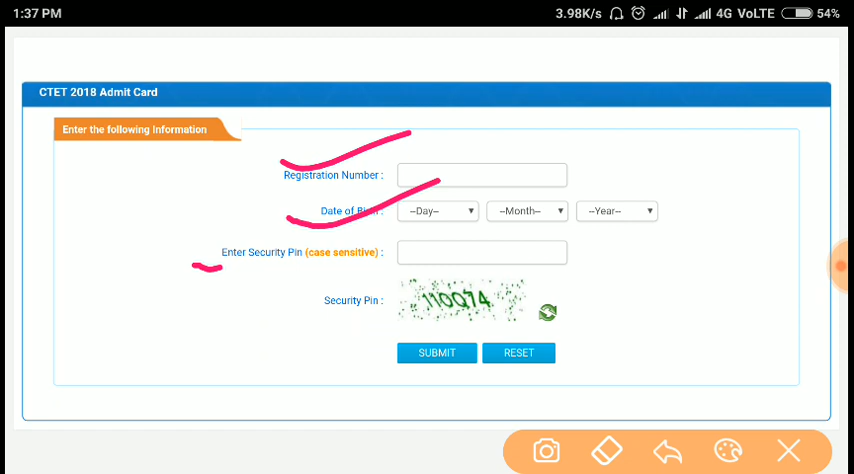 1:37 PM 3.98K/s 4G VoLTE 54%
CTET 2018 Admit Card
Enter the following Information
Registration Number :
Date of Birth : --Day-- --Month-- --Year--
Enter Security Pin (case sensitive) :
Security Pin : 110074
SUBMIT RESET